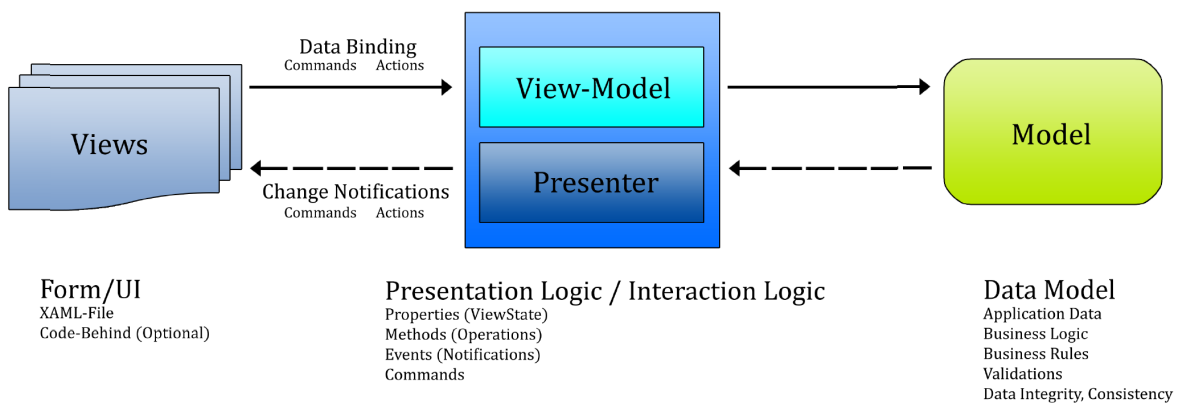 Data Binding
Commands Actions
Views
Change Notifications
Commands Actions
View-Model
Presenter
Model
Form/UI
XAML-File
Code-Behind (Optional)
Presentation Logic / Interaction Logic
Properties (ViewState)
Methods (Operations)
Events (Notifications)
Commands
Data Model
Application Data
Business Logic
Business Rules
Validations
Data Integrity, Consistency